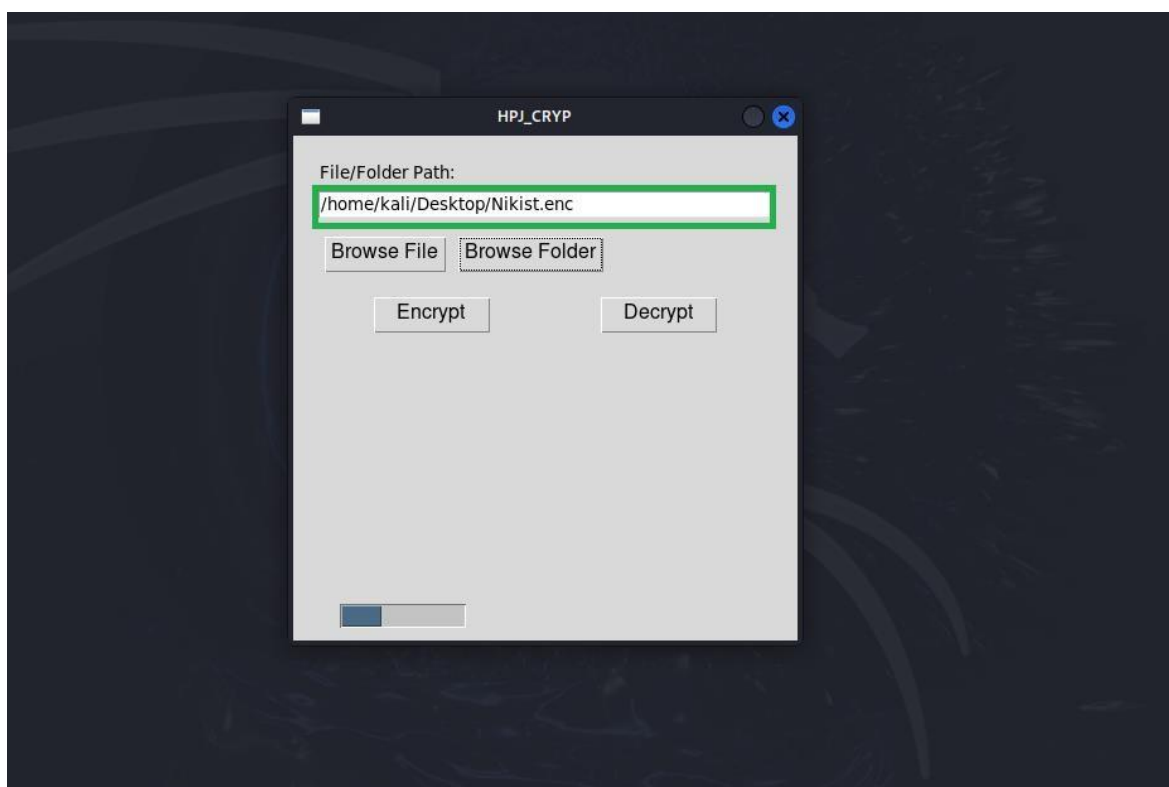 HPJ_CRYP
File/Folder Path:
/home/kali/Desktop/Nikist.enc
Browse File Browse Folder
Encrypt Decrypt